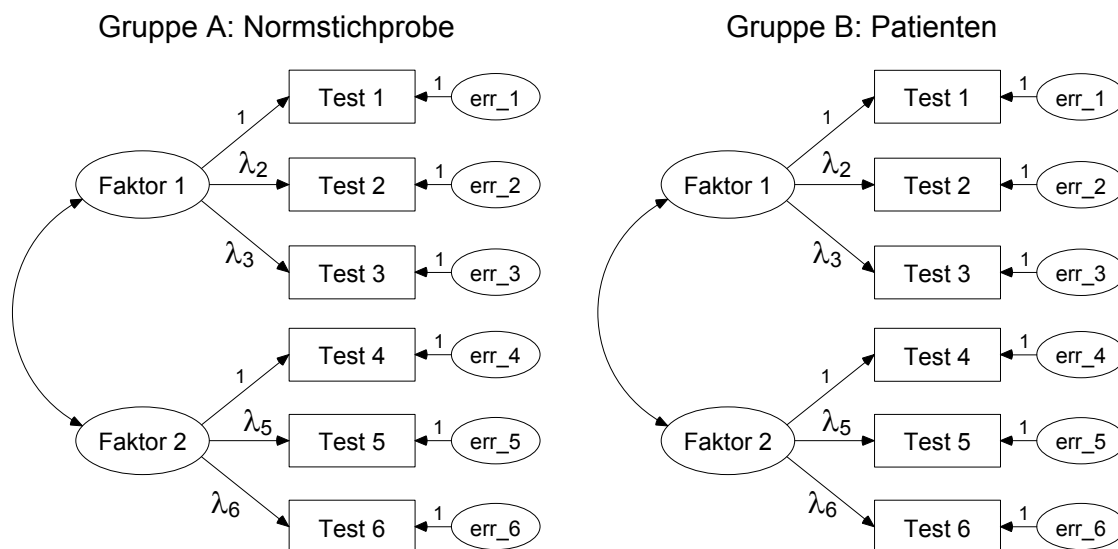 Gruppe A: Normstichprobe
Test 1
1
err_1
1
Faktor 1
λ2
Test 2
1
err_2
λ3
Test 3
1
err_3
Test 4
1
err_4
1
Faktor 2
λ5
Test 5
1
err_5
λ6
Test 6
1
err_6
Gruppe B: Patienten
Test 1
1
err_1
1
Faktor 1
λ2
Test 2
1
err_2
λ3
Test 3
1
err_3
Test 4
1
err_4
1
Faktor 2
λ5
Test 5
1
err_5
λ6
Test 6
1
err_6